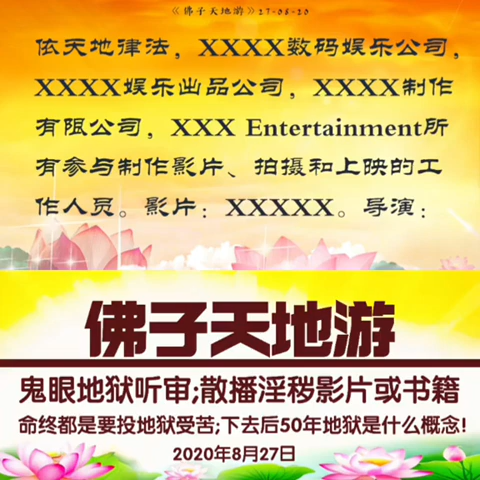 《佛子天地游》27-08-20
依天地律法，XXXX数码娱乐公司，
XXXX娱乐出品公司，XXXX制作
有限公司，XXX Entertainment所
有参与制作影片、拍摄和上映的工
作人员。影片：XXXXX。导演：
佛子天地游
鬼眼地狱听审;散播淫秽影片或书籍
命终都是要投地狱受苦;下去后50年地狱是什么概念!
2020年8月27日